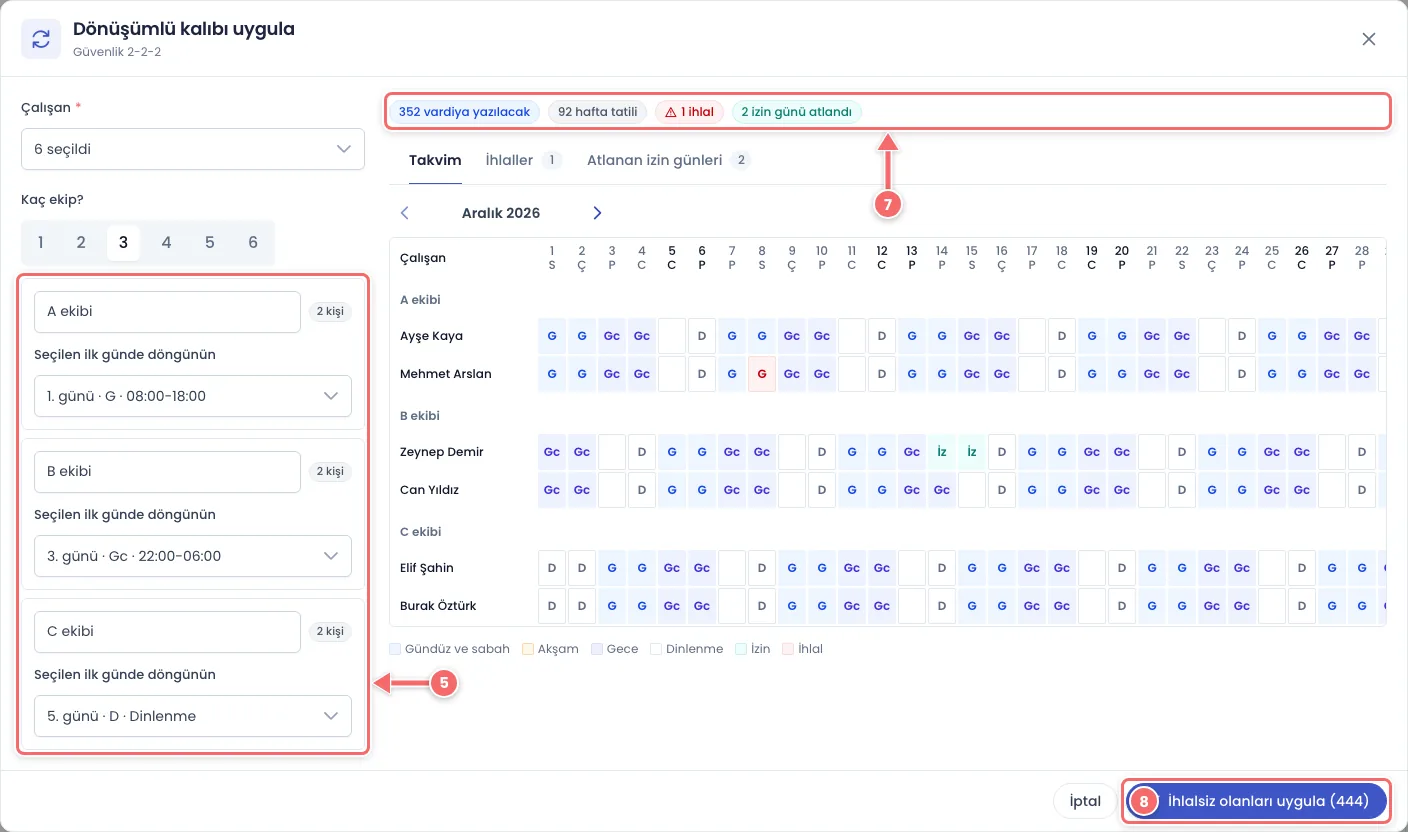 Dönüşümlü kalıbı uygula
Güvenlik 2-2-2
Çalışan *
6 seçildi
Kaç ekip?
1 2 3 4 5 6
A ekibi 2 kişi
Seçilen ilk günde döngünün
1. günü · G · 08:00-18:00
B ekibi 2 kişi
Seçilen ilk günde döngünün
3. günü · Gc · 22:00-06:00
C ekibi 2 kişi
Seçilen ilk günde döngünün
5. günü · D · Dinlenme
5
352 vardiya yazılacak 92 hafta tatili 1 ihlal 2 izin günü atlandı
7
Takvim İhlaller 1 Atlanan izin günleri 2
Aralık 2026
Çalışan 1 2 3 4 5 6 7 8 9 10 11 12 13 14 15 16 17 18 19 20 21 22 23 24 25 26 27 28
S Ç P C C P P S Ç P C C P P S Ç P C C P P S Ç P C C P P
A ekibi
Ayşe Kaya G G Gc Gc D G G Gc Gc D G G Gc Gc D G G Gc Gc D G G Gc Gc
Mehmet Arslan G G Gc Gc D G G Gc Gc D G G Gc Gc D G G Gc Gc D G G Gc Gc
B ekibi
Zeynep Demir Gc Gc D G G Gc Gc D G G Gc İz İz D G G Gc Gc D G G Gc Gc D
Can Yıldız Gc Gc D G G Gc Gc D G G Gc Gc D G G Gc Gc D G G Gc Gc D
C ekibi
Elif Şahin D D G G Gc Gc D G G Gc Gc D G G Gc Gc D G G Gc Gc D G G
Burak Öztürk D D G G Gc Gc D G G Gc Gc D G G Gc Gc D G G Gc Gc D G G
Gündüz ve sabah Akşam Gece Dinlenme İzin İhlal
İptal 8 İhlalsiz olanları uygula (444)